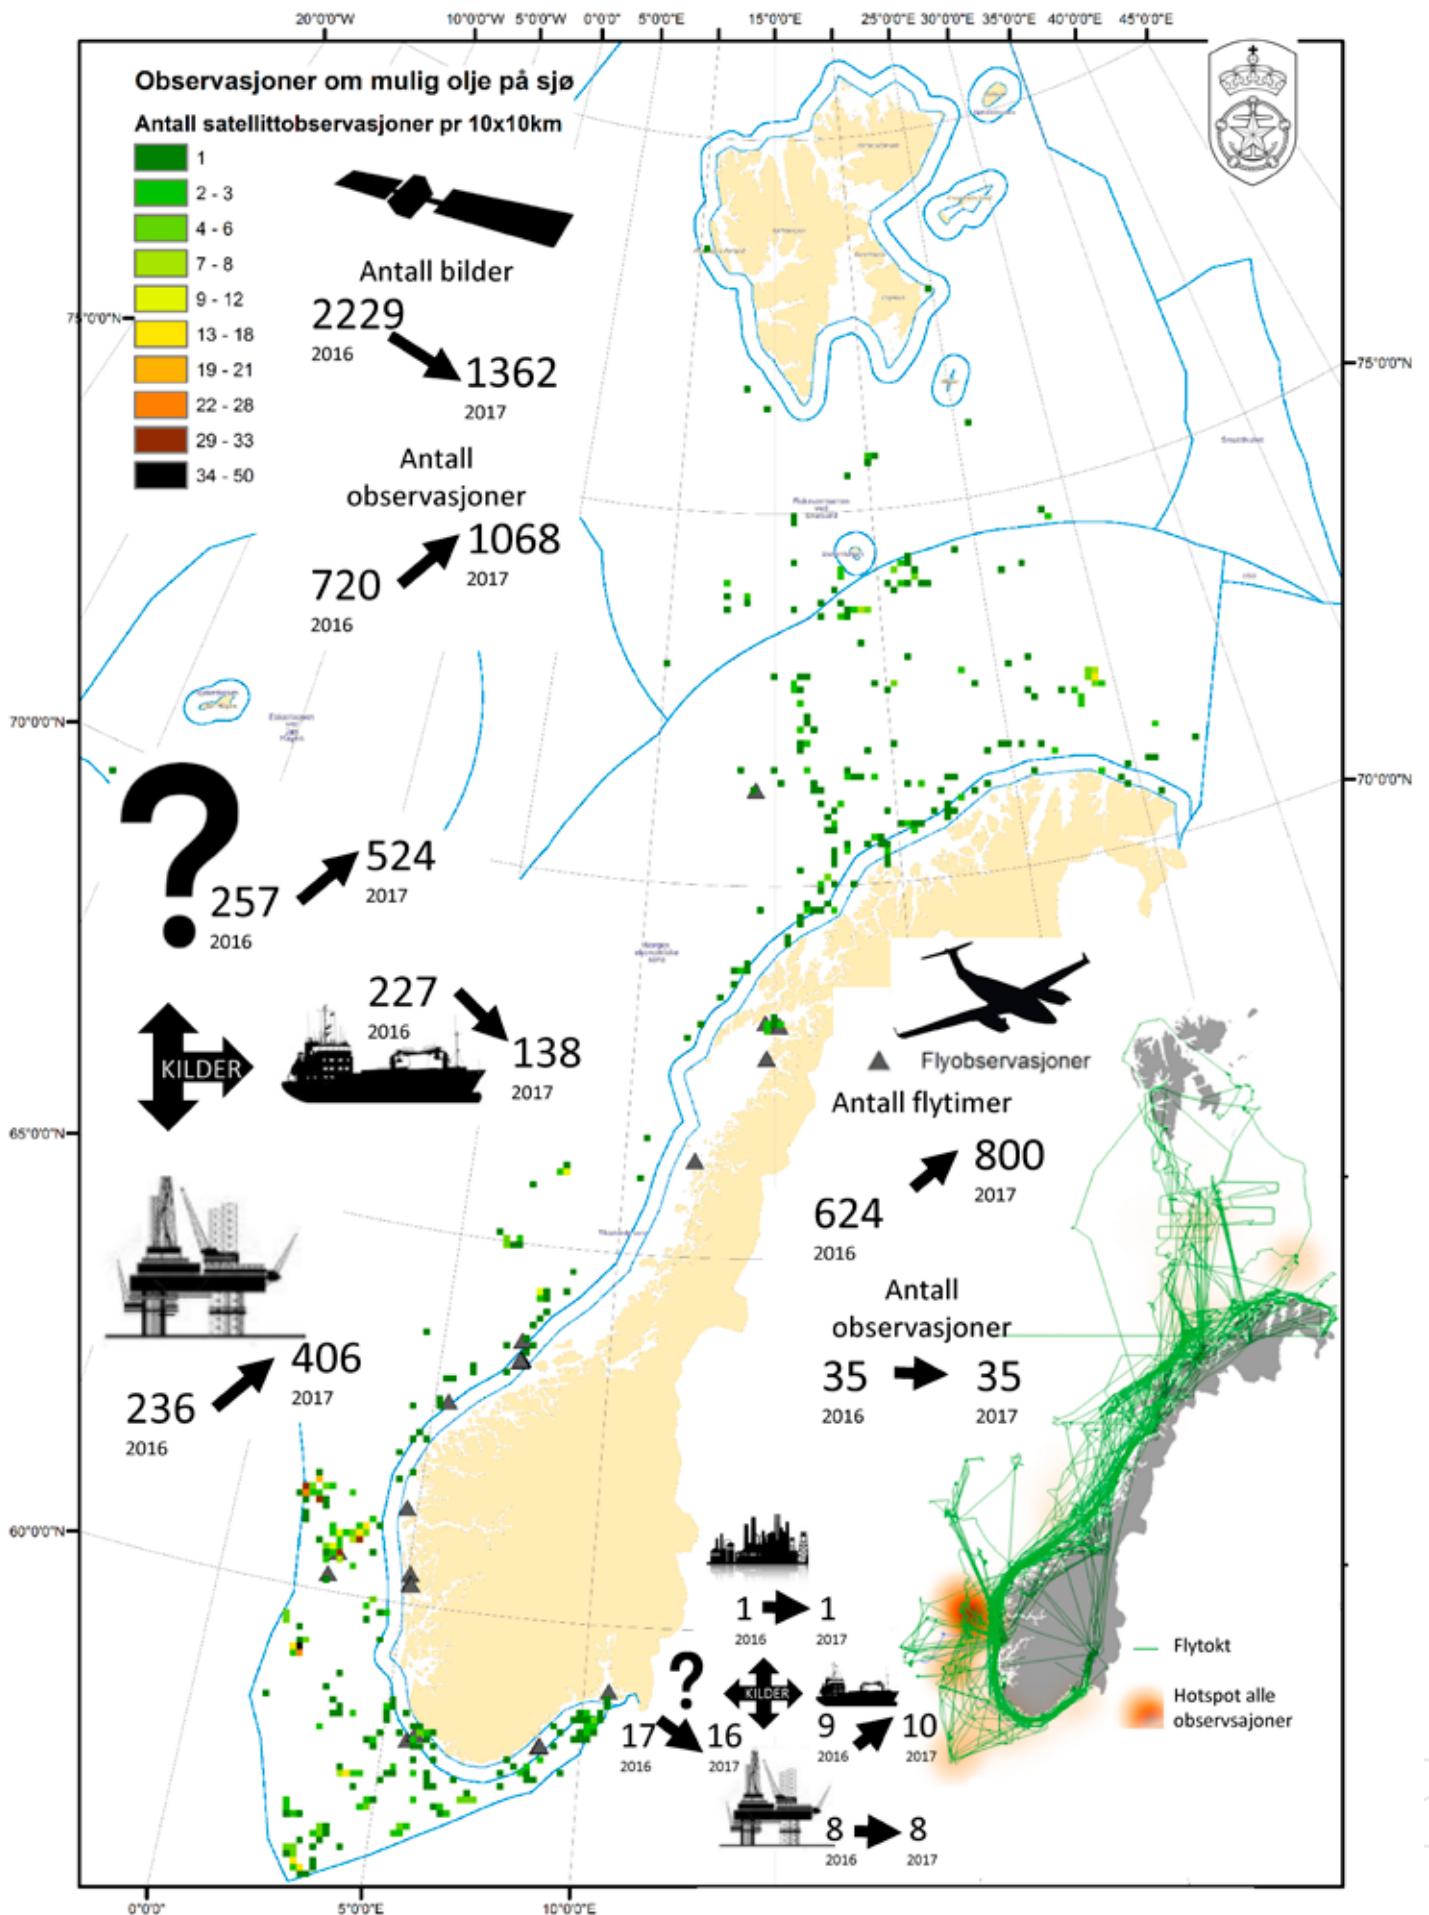 20°0'0"W
10°0'0"W
5°0'0"W
0°0'0"
5°0'0"E
15°0'0"E
25°0'0"E
30°0'0"E
35°0'0"E
40°0'0"E
45°0'0"E
Observasjoner om mulig olje på sjø
Antall satellittobservasjoner pr 10x10km
1
2 - 3
4 - 6
7 - 8
9 - 12
13 - 18
19 - 21
22 - 28
29 - 33
34 - 50
Antall bilder
2229
2016
1362
2017
Antall
observasjoner
1068
2017
720
2016
75°0'0"N
75°0'0"N
70°0'0"N
70°0'0"N
524
2017
257
2016
?
227
2016
138
2017
KILDER
65°0'0"N
406
2017
236
2016
60°0'0"N
Flyobservasjoner
Antall flytimer
800
2017
624
2016
Antall
observasjoner
35
2016
35
2017
1
2016
1
2017
?
KILDER
17
2016
16
2017
9
2016
10
2017
8
2016
8
2017
Flytokt
Hotspot alle
observsajoner
0°0'0"
5°0'0"E
10°0'0"E